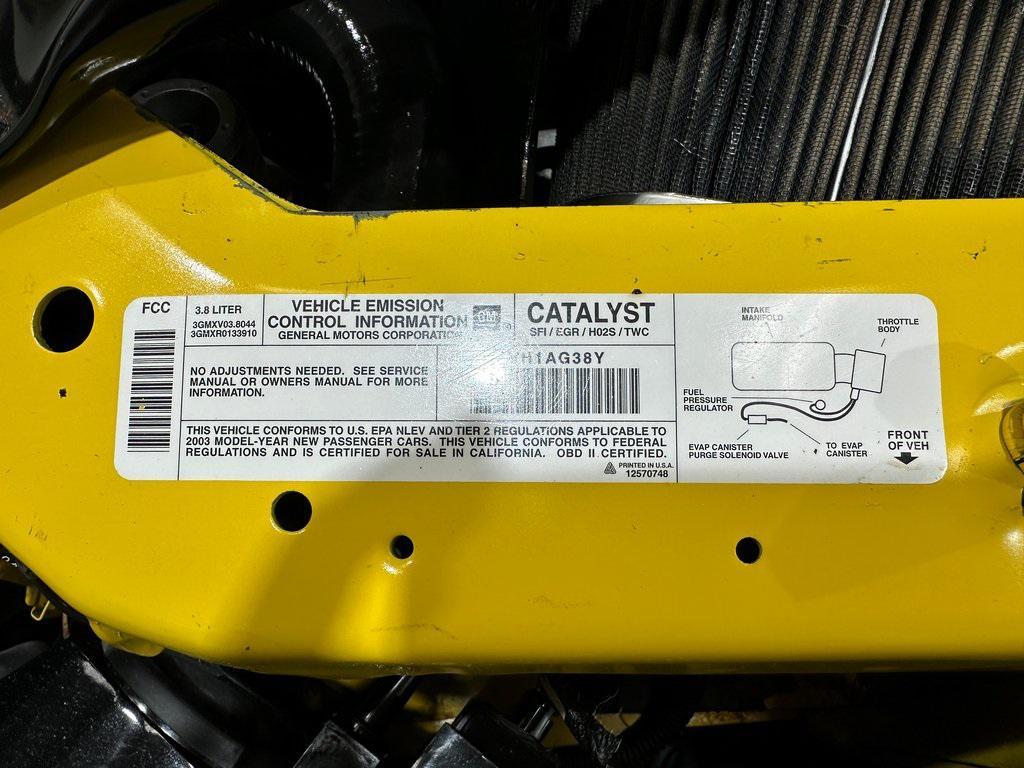 FCC
3.8 LITER
3GMXV03.8044
3GMXR0133910
VEHICLE EMISSION
CONTROL INFORMATION
GENERAL MOTORS CORPORATION
GM
CATALYST
SFI / EGR / H02S / TWC
NO ADJUSTMENTS NEEDED. SEE SERVICE
MANUAL OR OWNERS MANUAL FOR MORE
INFORMATION.
H1AG38Y
THIS VEHICLE CONFORMS TO U.S. EPA NLEV AND TIER 2 REGULATIONS APPLICABLE TO
2003 MODEL-YEAR NEW PASSENGER CARS. THIS VEHICLE CONFORMS TO FEDERAL
REGULATIONS AND IS CERTIFIED FOR SALE IN CALIFORNIA. OBD II CERTIFIED.
PRINTED IN U.S.A.
12570748
INTAKE
MANIFOLD
THROTTLE
BODY
FUEL
PRESSURE
REGULATOR
EVAP CANISTER
PURGE SOLENOID VALVE
TO EVAP
CANISTER
FRONT
OF VEH